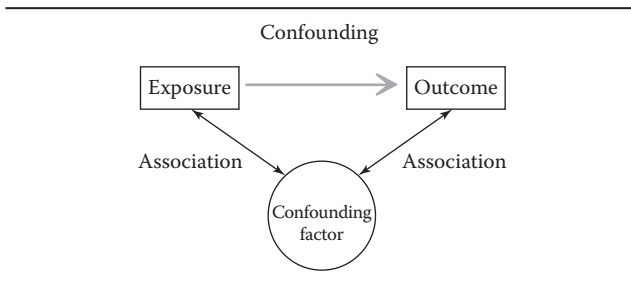 Confounding
Exposure
Outcome
Association
Association
Confounding
factor